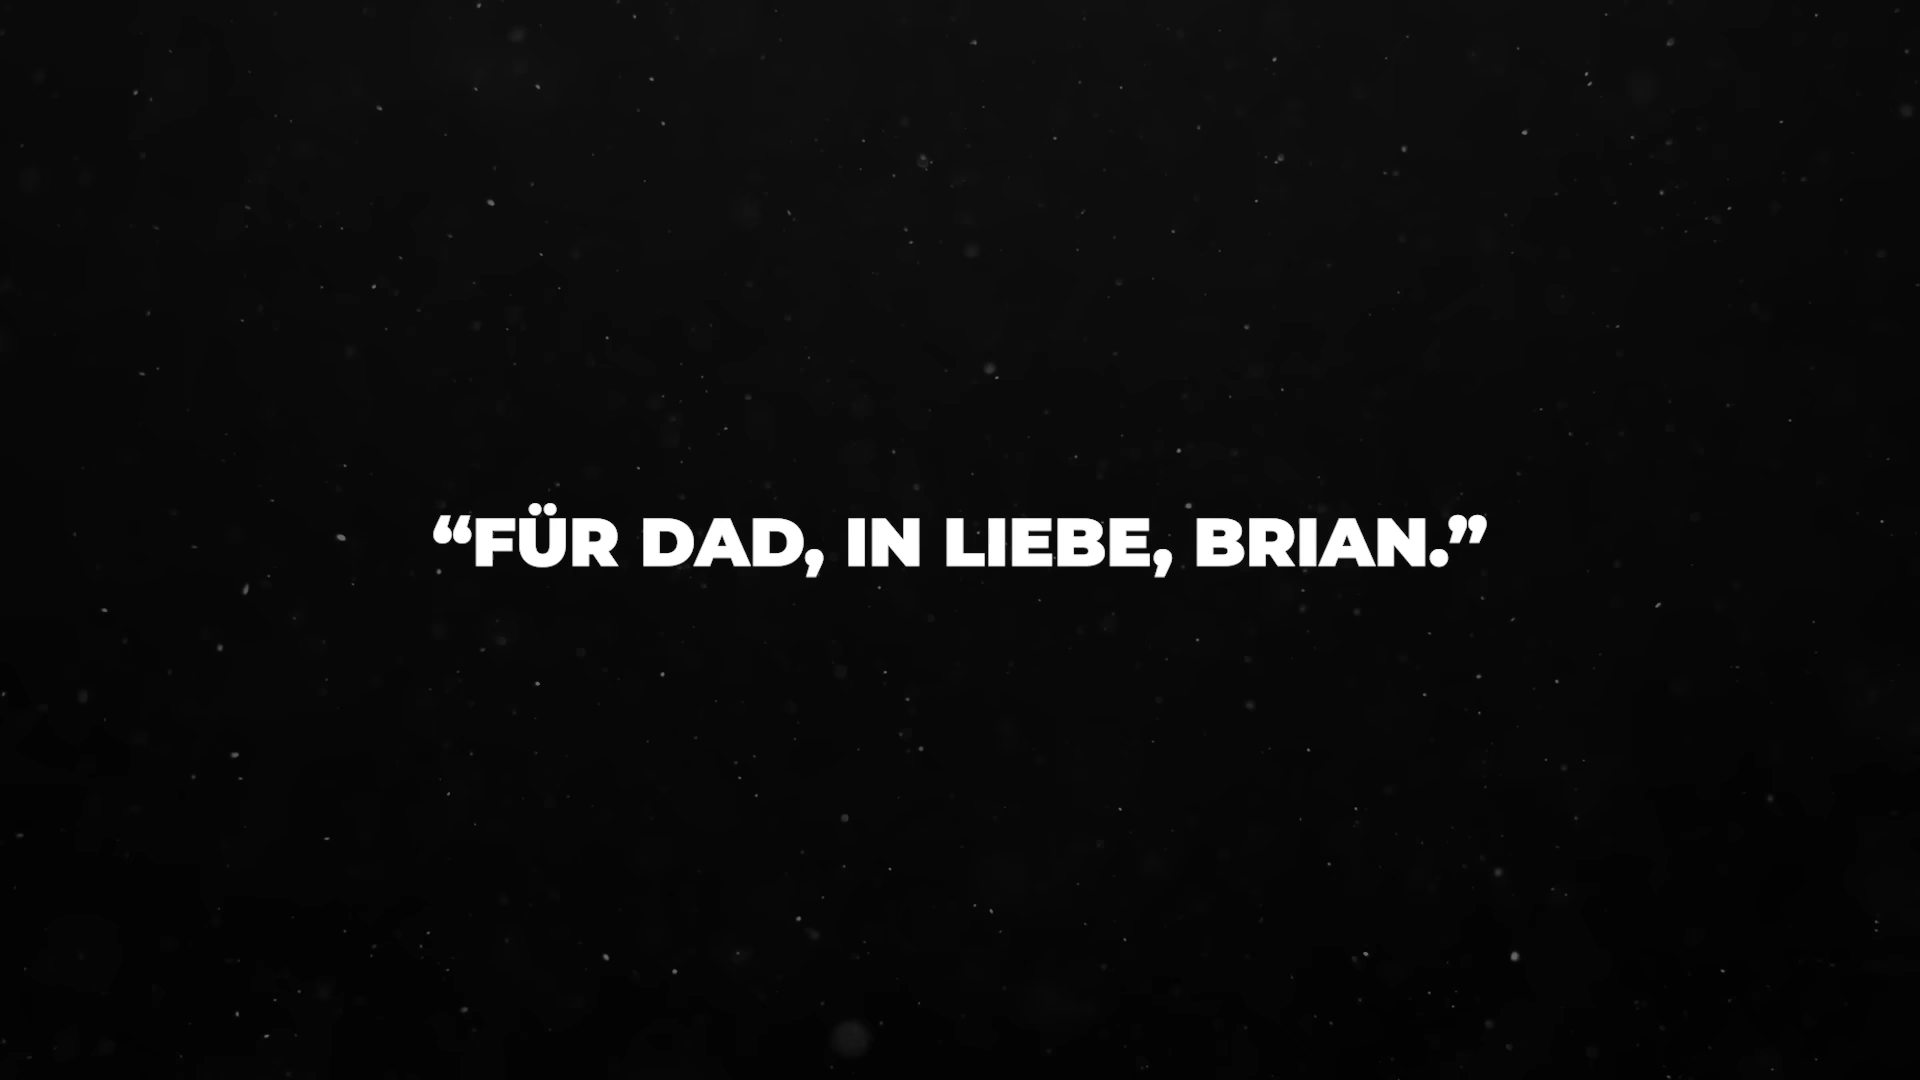 “FÜR DAD, IN LIEBE, BRIAN.”